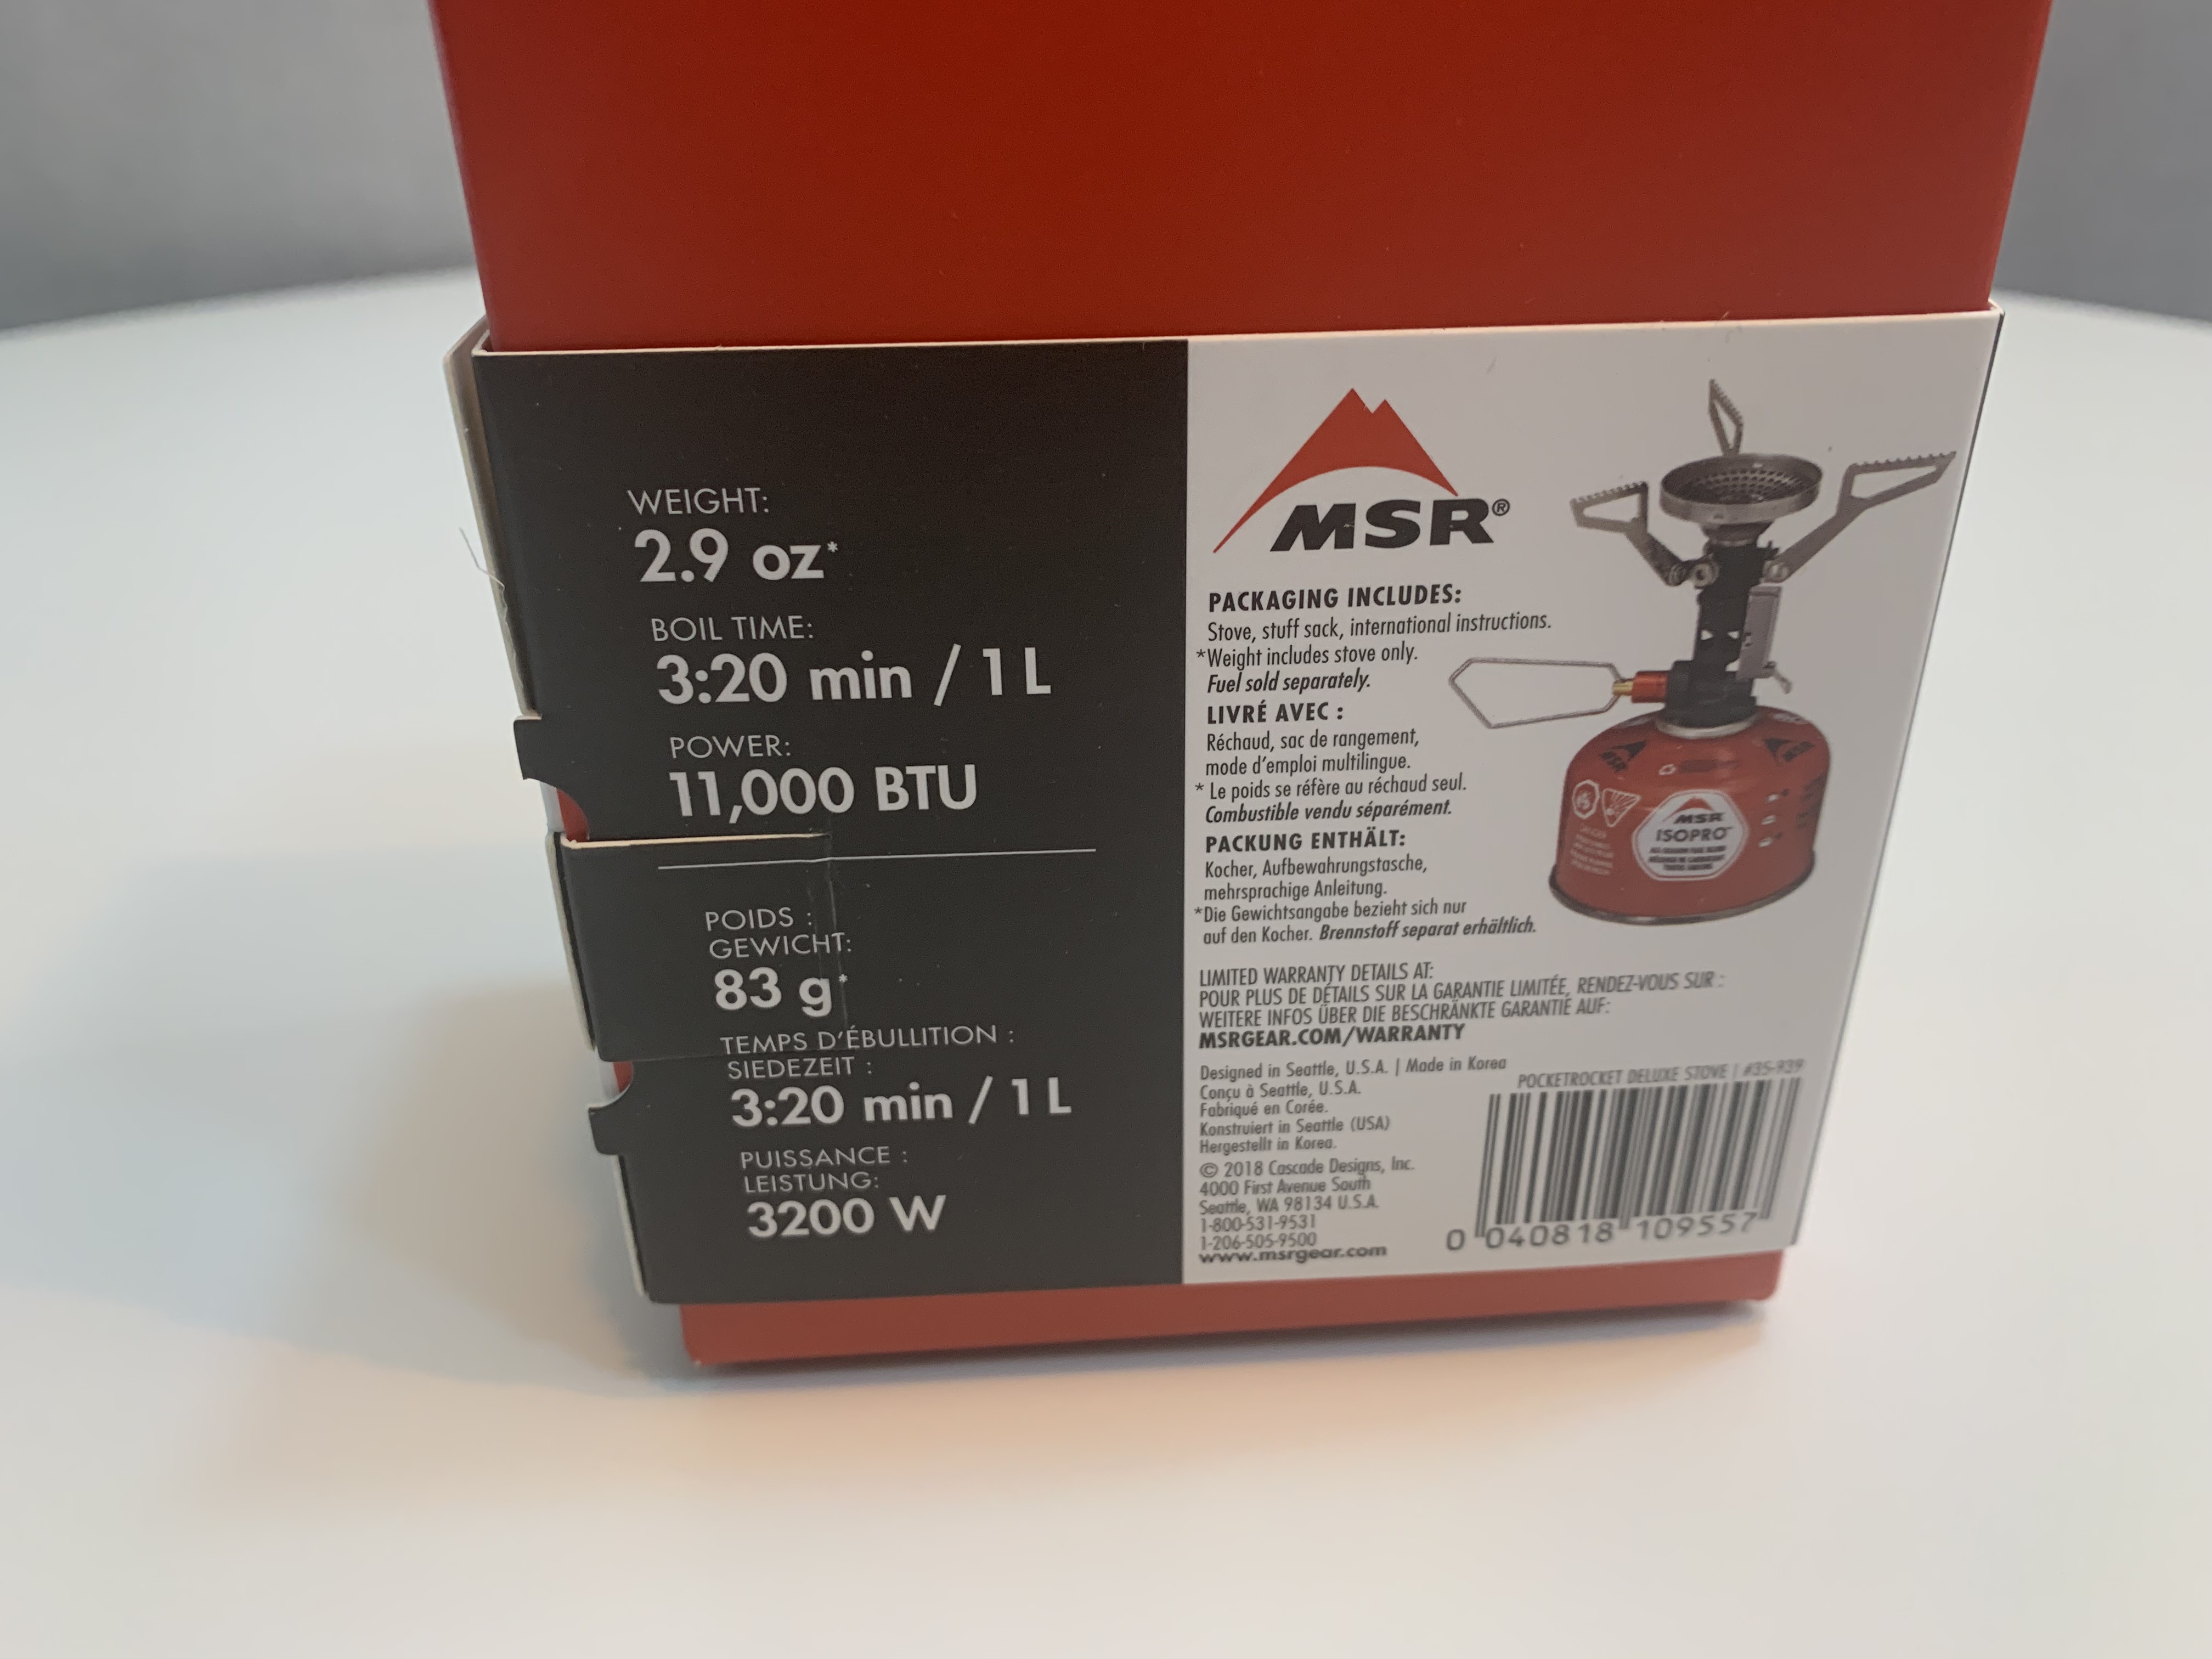 WEIGHT:
2.9 oz*
BOIL TIME:
3:20 min / 1 L
POWER:
11,000 BTU
POIDS :
GEWICHT:
83 g*
TEMPS D'ÉBULLITION :
SIEDEZEIT :
3:20 min / 1 L
PUISSANCE :
LEISTUNG:
3200 W
MSR®
PACKAGING INCLUDES:
Stove, stuff sack, international instructions.
*Weight includes stove only.
Fuel sold separately.
LIVRÉ AVEC :
Réchaud, sac de rangement,
mode d'emploi multilingue.
* Le poids se réfère au réchaud seul.
Combustible vendu séparément.
PACKUNG ENTHÄLT:
Kocher, Aufbewahrungstasche,
mehrsprachige Anleitung.
*Die Gewichtsangabe bezieht sich nur
auf den Kocher. Brennstoff separat erhältlich.
LIMITED WARRANTY DETAILS AT:
POUR PLUS DE DÉTAILS SUR LA GARANTIE LIMITÉE, RENDEZ-VOUS SUR :
WEITERE INFOS ÜBER DIE BESCHRÄNKTE GARANTIE AUF:
MSRGEAR.COM/WARRANTY
Designed in Seattle, U.S.A. | Made in Korea
Conçu à Seattle, U.S.A.
Fabriqué en Corée.
Konstruiert in Seattle (USA)
Hergestellt in Korea.
© 2018 Cascade Designs, Inc.
4000 First Avenue South
Seattle, WA 98134 U.S.A.
1-800-531-9531
1-206-505-9500
www.msrgear.com
POCKETROCKET DELUXE STOVE | #35-939
0 040818 109557
MSR
MSR
ISOPRO™